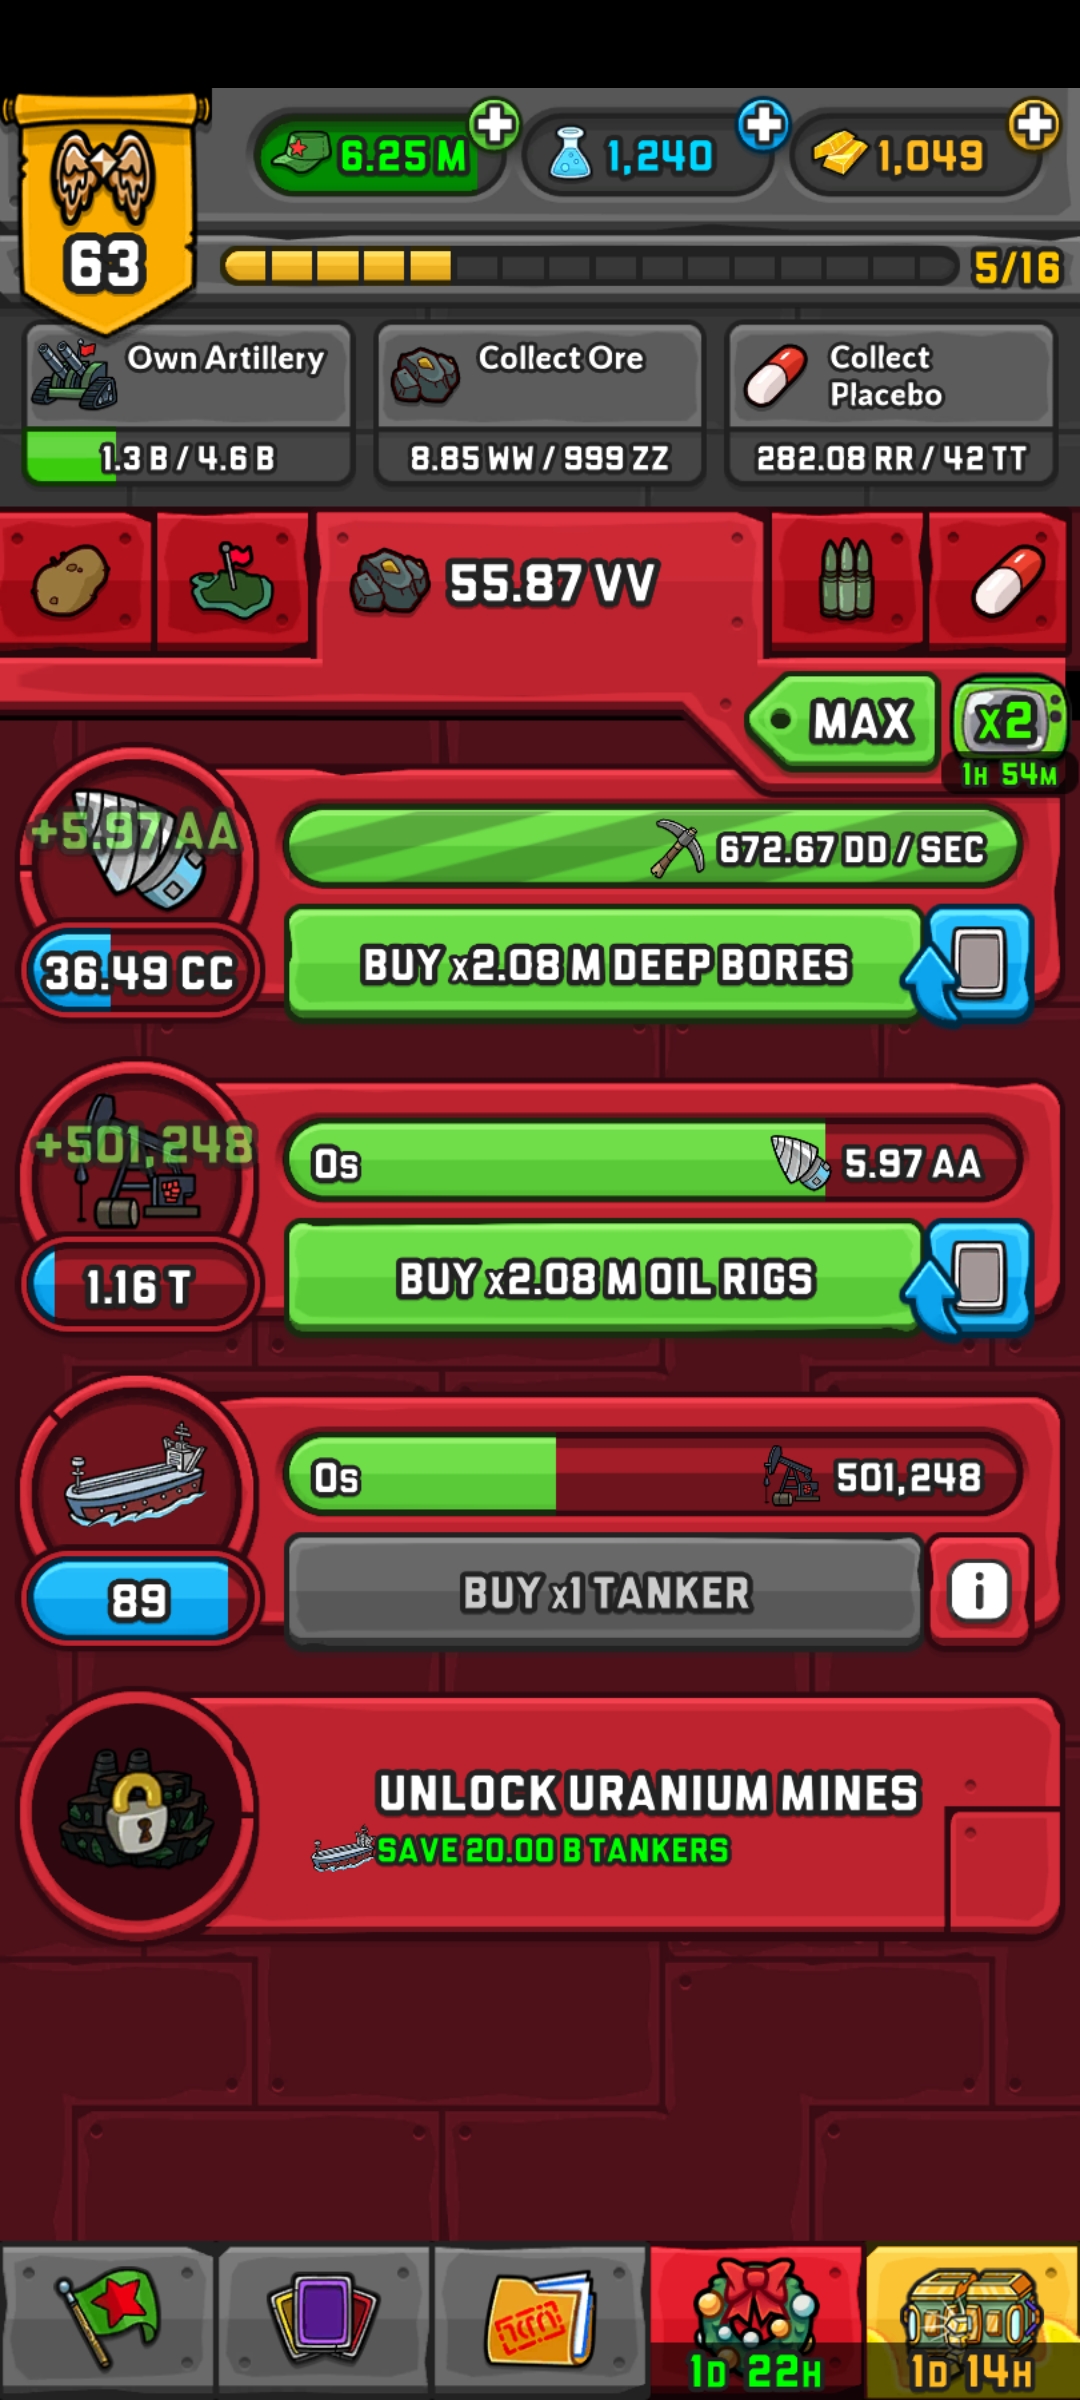 6.25 M
1,240
1,049
63
5/16
Own Artillery
1.3 B / 4.6 B
Collect Ore
8.85 WW / 999 ZZ
Collect
Placebo
282.08 RR / 42 TT
55.87 VV
MAX
x2
1H 54M
+5.97 AA
672.67 DD / SEC
36.49 CC
BUY x2.08 M DEEP BORES
+501,248
0s
5.97 AA
1.16 T
BUY x2.08 M OIL RIGS
0s
501,248
89
BUY x1 TANKER
i
UNLOCK URANIUM MINES
SAVE 20.00 B TANKERS
1D 22H
1D 14H